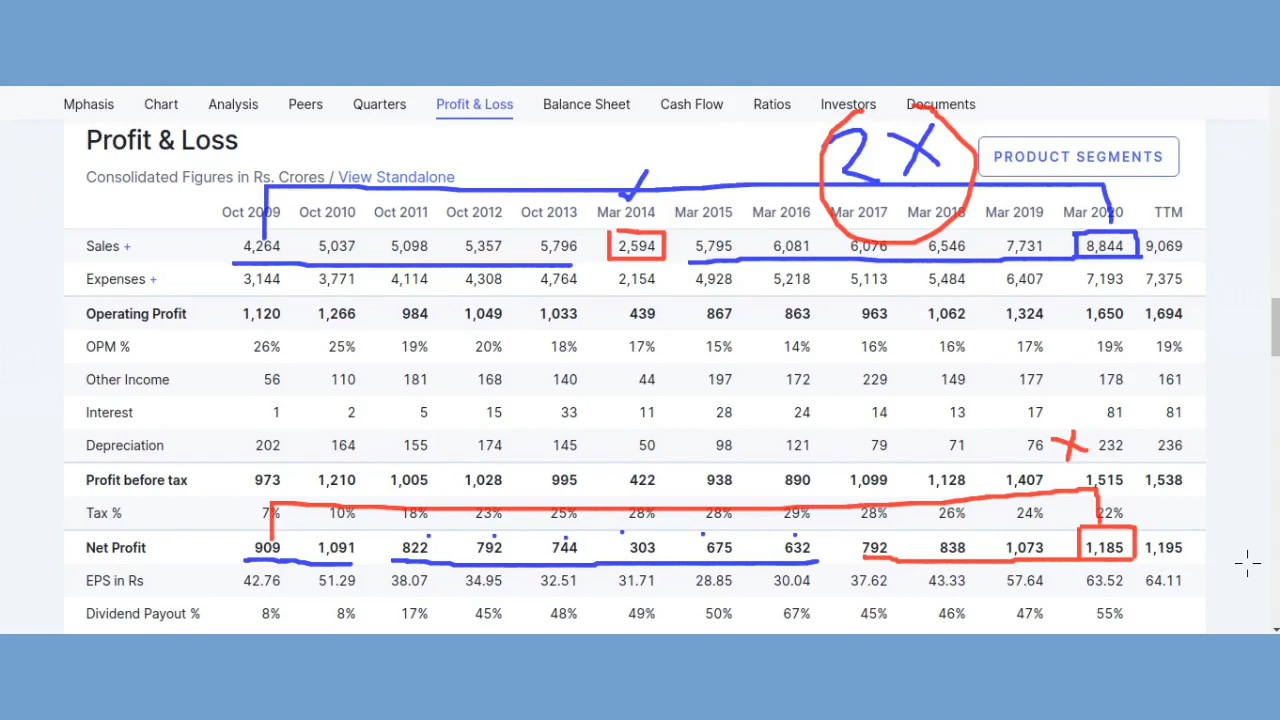 Mphasis Chart Analysis Peers Quarters Profit & Loss Balance Sheet Cash Flow Ratios Investors Documents
Profit & Loss
2X
PRODUCT SEGMENTS
Consolidated Figures in Rs. Crores / View Standalone
Oct 2009 Oct 2010 Oct 2011 Oct 2012 Oct 2013 Mar 2014 Mar 2015 Mar 2016 Mar 2017 Mar 2018 Mar 2019 Mar 2020 TTM
Sales + 4,264 5,037 5,098 5,357 5,796 2,594 5,795 6,081 6,076 6,546 7,731 8,844 9,069
Expenses + 3,144 3,771 4,114 4,308 4,764 2,154 4,928 5,218 5,113 5,484 6,407 7,193 7,375
Operating Profit 1,120 1,266 984 1,049 1,033 439 867 863 963 1,062 1,324 1,650 1,694
OPM % 26% 25% 19% 20% 18% 17% 15% 14% 16% 16% 17% 19% 19%
Other Income 56 110 181 168 140 44 197 172 229 149 177 178 161
Interest 1 2 5 15 33 11 28 24 14 13 17 81 81
Depreciation 202 164 155 174 145 50 98 121 79 71 76 232 236
Profit before tax 973 1,210 1,005 1,028 995 422 938 890 1,099 1,128 1,407 1,515 1,538
Tax % 7% 10% 18% 23% 25% 28% 28% 29% 28% 26% 24% 22%
Net Profit 909 1,091 822 792 744 303 675 632 792 838 1,073 1,185 1,195
EPS in Rs 42.76 51.29 38.07 34.95 32.51 31.71 28.85 30.04 37.62 43.33 57.64 63.52 64.11
Dividend Payout % 8% 8% 17% 45% 48% 49% 50% 67% 45% 46% 47% 55%